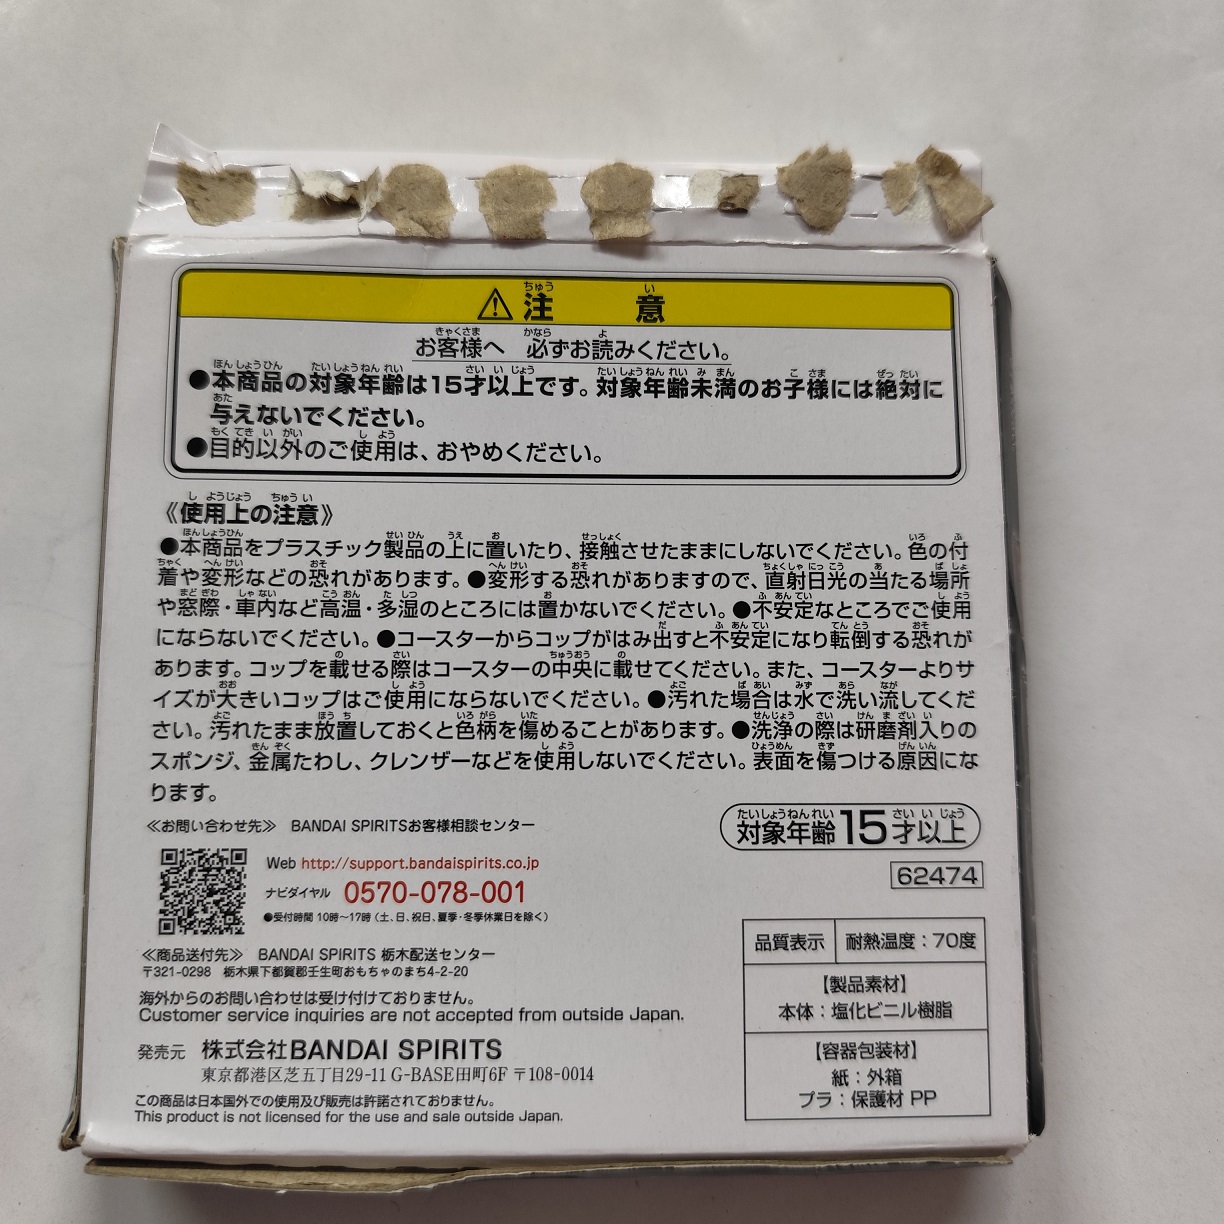 ⚠注意
お客様へ 必ずお読みください。
●本商品の対象年齢は15才以上です。対象年齢未満のお子様には絶対に
与えないでください。
●目的以外のご使用は、おやめください。
《使用上の注意》
●本商品をプラスチック製品の上に置いたり、接触させたままにしないでください。色の付
着や変形などの恐れがあります。●変形する恐れがありますので、直射日光の当たる場所
や窓際・車内など高温・多湿のところには置かないでください。●不安定なところでご使用
にならないでください。●コースターからコップがはみ出すと不安定になり転倒する恐れが
あります。コップを載せる際はコースターの中央に載せてください。また、コースターよりサ
イズが大きいコップはご使用にならないでください。●汚れた場合は水で洗い流してくだ
さい。汚れたまま放置しておくと色柄を傷めることがあります。●洗浄の際は研磨剤入りの
スポンジ、金属たわし、クレンザーなどを使用しないでください。表面を傷つける原因にな
ります。
対象年齢15才以上
62474
≪お問い合わせ先≫ BANDAI SPIRITSお客様相談センター
Web http://support.bandaispirits.co.jp
ナビダイヤル 0570-078-001
●受付時間 10時～17時（土、日、祝日、夏季・冬季休業日を除く）
≪商品送付先≫ BANDAI SPIRITS 栃木配送センター
〒321-0298 栃木県下都賀郡壬生町おもちゃのまち4-2-20
海外からのお問い合わせは受け付けておりません。
Customer service inquiries are not accepted from outside Japan.
発売元 株式会社BANDAI SPIRITS
東京都港区芝五丁目29-11 G-BASE田町6F 〒108-0014
この商品は日本国外での使用及び販売は許諾されておりません。
This product is not licensed for the use and sale outside Japan.
品質表示 耐熱温度：70度
【製品素材】
本体：塩化ビニル樹脂
【容器包装材】
紙：外箱
プラ：保護材 PP